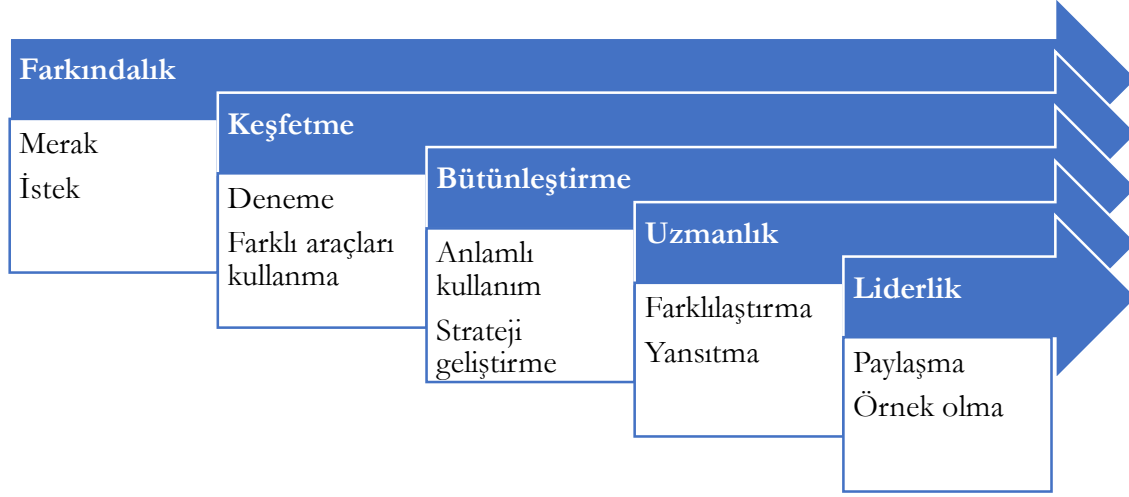 Farkındalık
Merak
İstek
Keşfetme
Deneme
Farklı araçları
kullanma
Bütünleştirme
Anlamlı
kullanım
Strateji
geliştirme
Uzmanlık
Farklılaştırma
Yansıtma
Liderlik
Paylaşma
Örnek olma